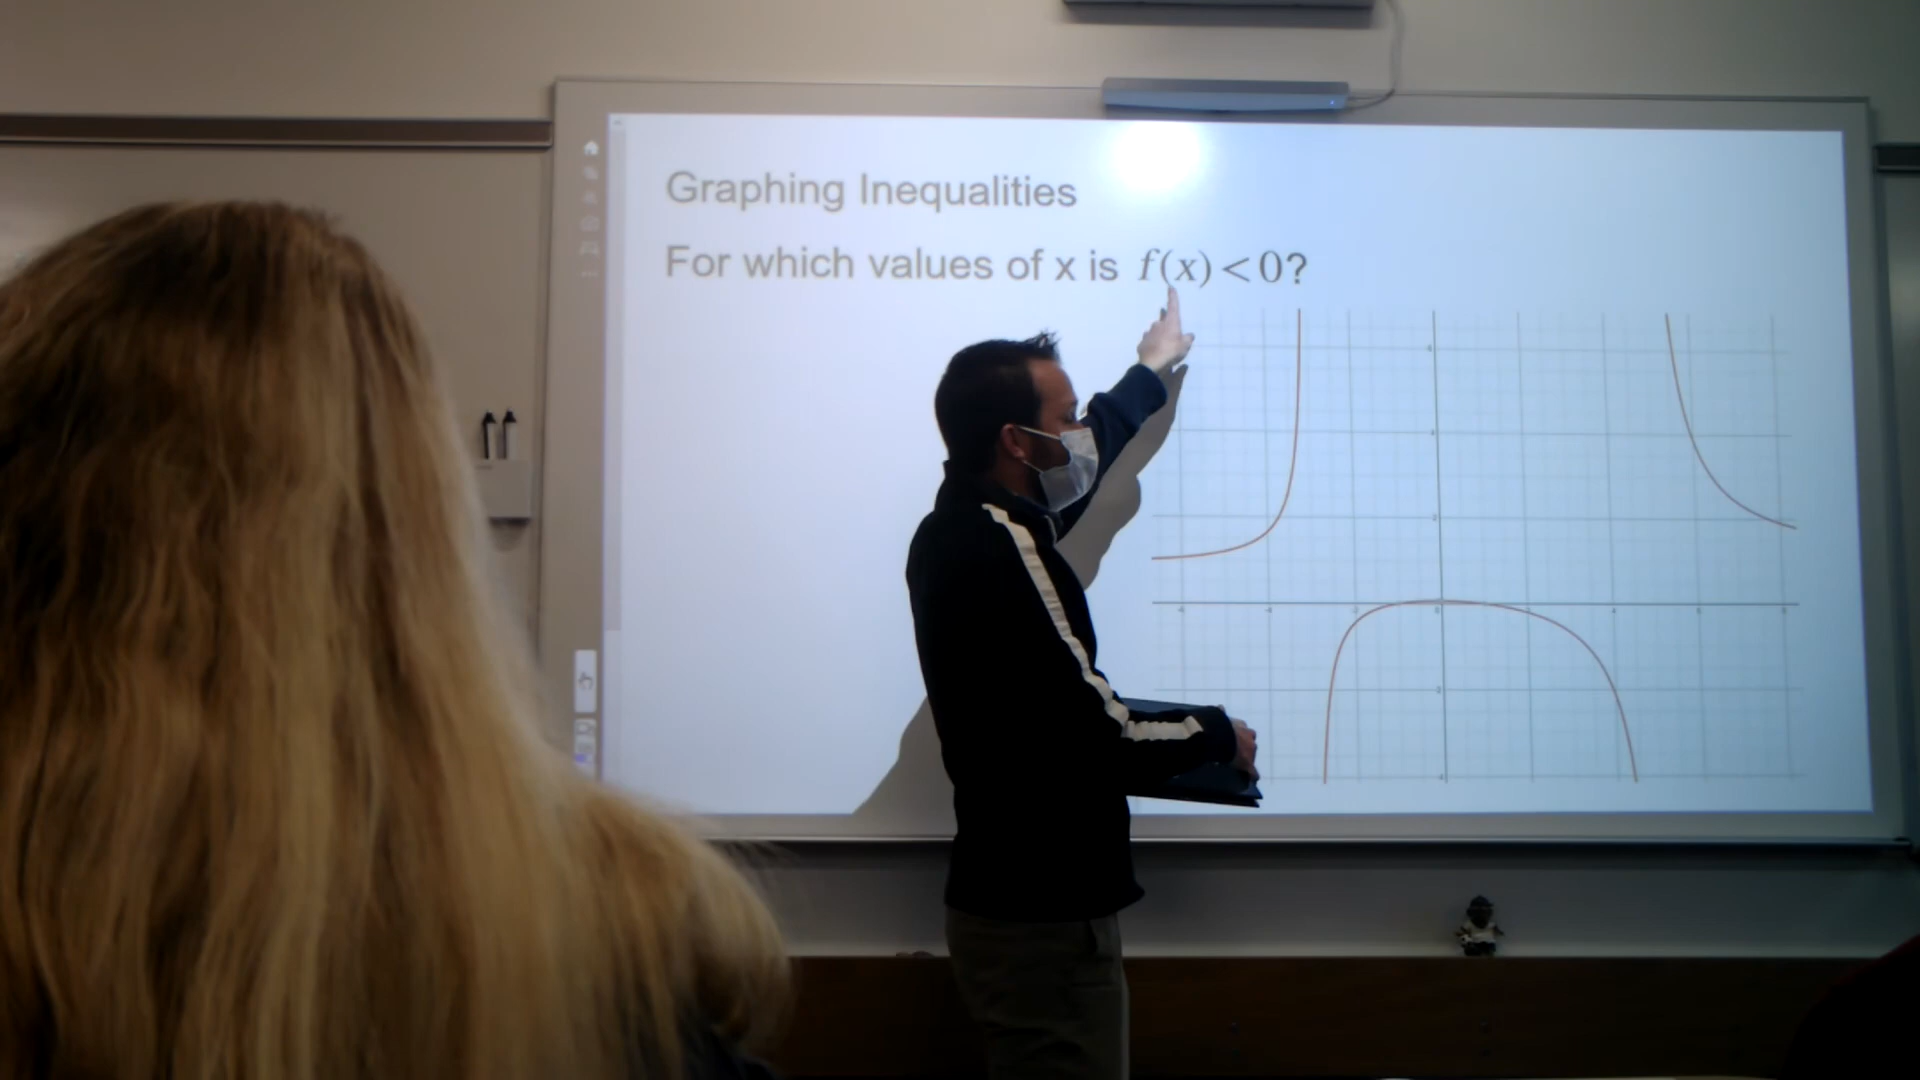 Graphing Inequalities
For which values of x is f(x)<0?